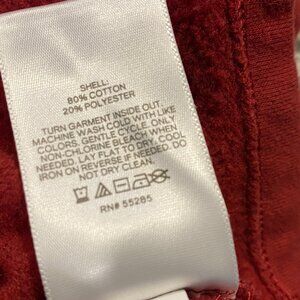 SHELL:
80% COTTON
20% POLYESTER
TURN GARMENT INSIDE OUT.
MACHINE WASH COLD WITH LIKE
COLORS, GENTLE CYCLE. ONLY
NON-CHLORINE BLEACH WHEN
NEEDED. LAY FLAT TO DRY. COOL
IRON ON REVERSE IF NEEDED. DO
NOT DRY CLEAN.
RN# 55285